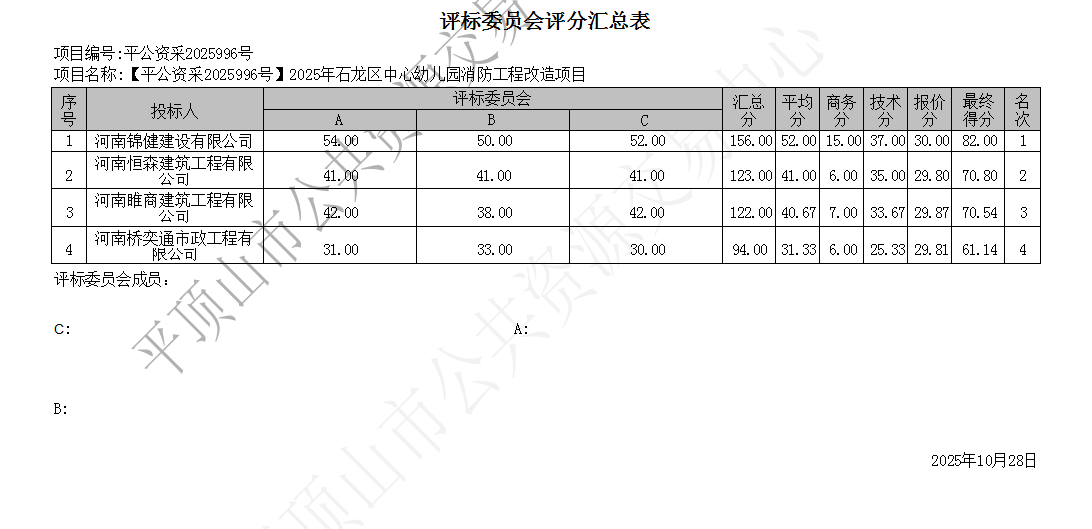 评标委员会评分汇总表
项目编号:平公资采2025996号
项目名称:【平公资采2025996号】2025年石龙区中心幼儿园消防工程改造项目
序号 投标人 评标委员会 汇总分 平均分 商务分 技术分 报价分 最终得分 名次
A B C
1 河南锦健建设有限公司 54.00 50.00 52.00 156.00 52.00 15.00 37.00 30.00 82.00 1
2 河南恒森建筑工程有限公司 41.00 41.00 41.00 123.00 41.00 6.00 35.00 29.80 70.80 2
3 河南睢商建筑工程有限公司 42.00 38.00 42.00 122.00 40.67 7.00 33.67 29.87 70.54 3
4 河南桥奕通市政工程有限公司 31.00 33.00 30.00 94.00 31.33 6.00 25.33 29.81 61.14 4
评标委员会成员:
C: A:
B:
2025年10月28日
平顶山市公共资源交易中心
平顶山市公共资源交易中心